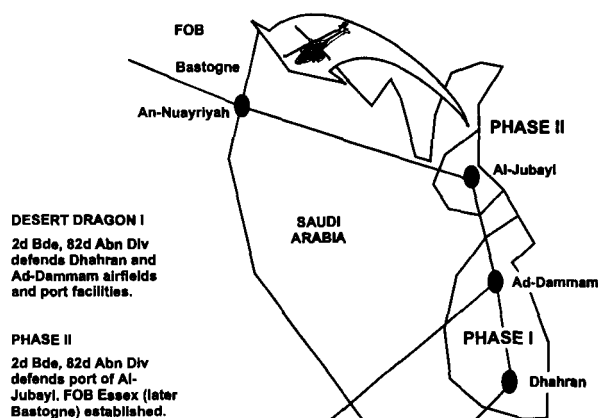 FOB
Bastogne
An-Nuayriyah
PHASE II
Al-Jubayl
SAUDI
ARABIA
DESERT DRAGON I
2d Bde, 82d Abn Div
defends Dhahran and
Ad-Dammam airfields
and port facilities.
Ad-Dammam
PHASE I
PHASE II
2d Bde, 82d Abn Div
defends port of Al-
Jubayl. FOB Essex (later
Bastogne) established.
Dhahran